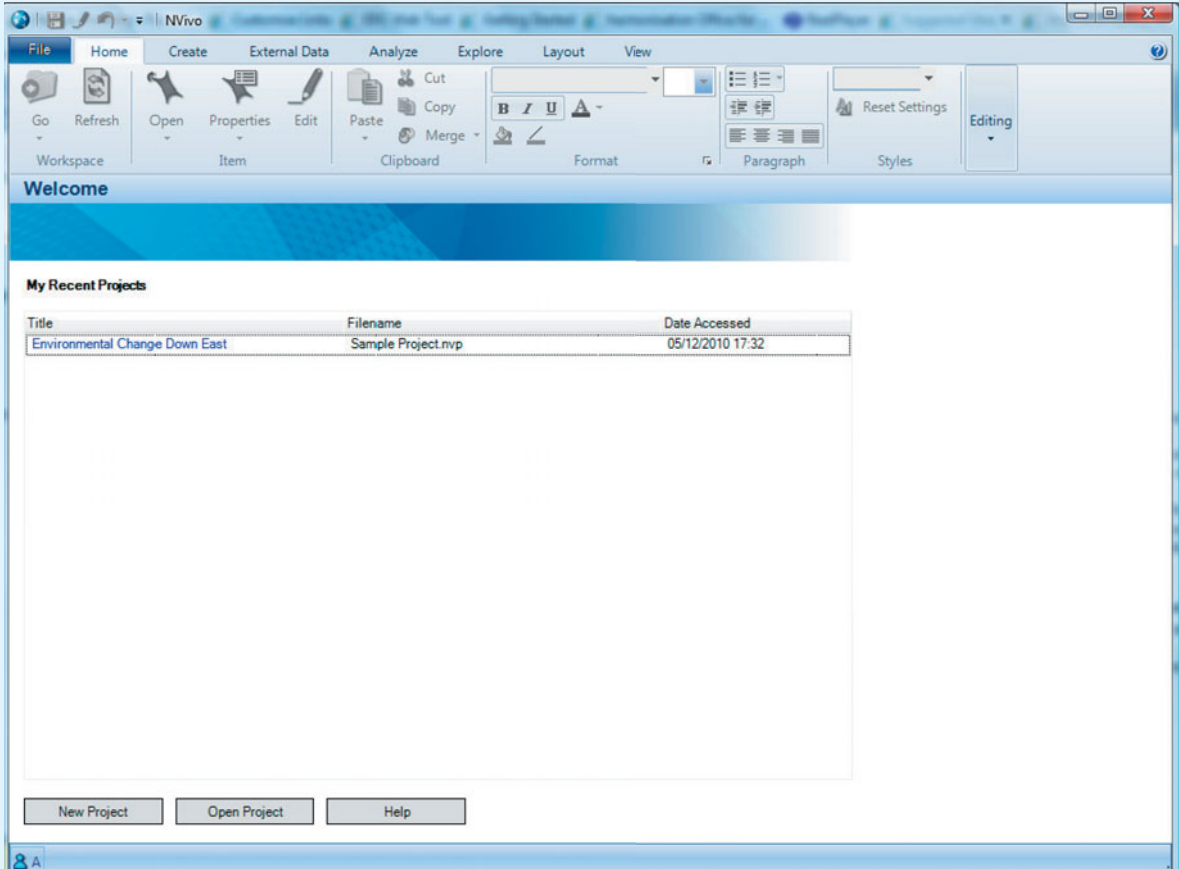 NVivo
File Home Create External Data Analyze Explore Layout View
Go Refresh Open Properties Edit Paste Cut
Copy
Merge
B I U A
Reset Settings
Editing
Workspace Item Clipboard Format Paragraph Styles
Welcome
My Recent Projects
Title Filename Date Accessed
Environmental Change Down East Sample Project.nvp 05/12/2010 17:32
New Project Open Project Help
A